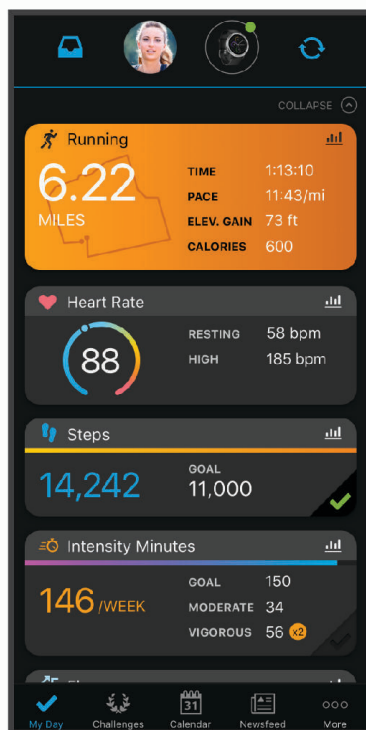 COLLAPSE
Running
6.22
MILES
TIME 1:13:10
PACE 11:43/mi
ELEV. GAIN 73 ft
CALORIES 600
Heart Rate
88
RESTING 58 bpm
HIGH 185 bpm
Steps
14,242
GOAL
11,000
Intensity Minutes
146 /WEEK
GOAL 150
MODERATE 34
VIGOROUS 56 x2
31
My Day Challenges Calendar Newsfeed More